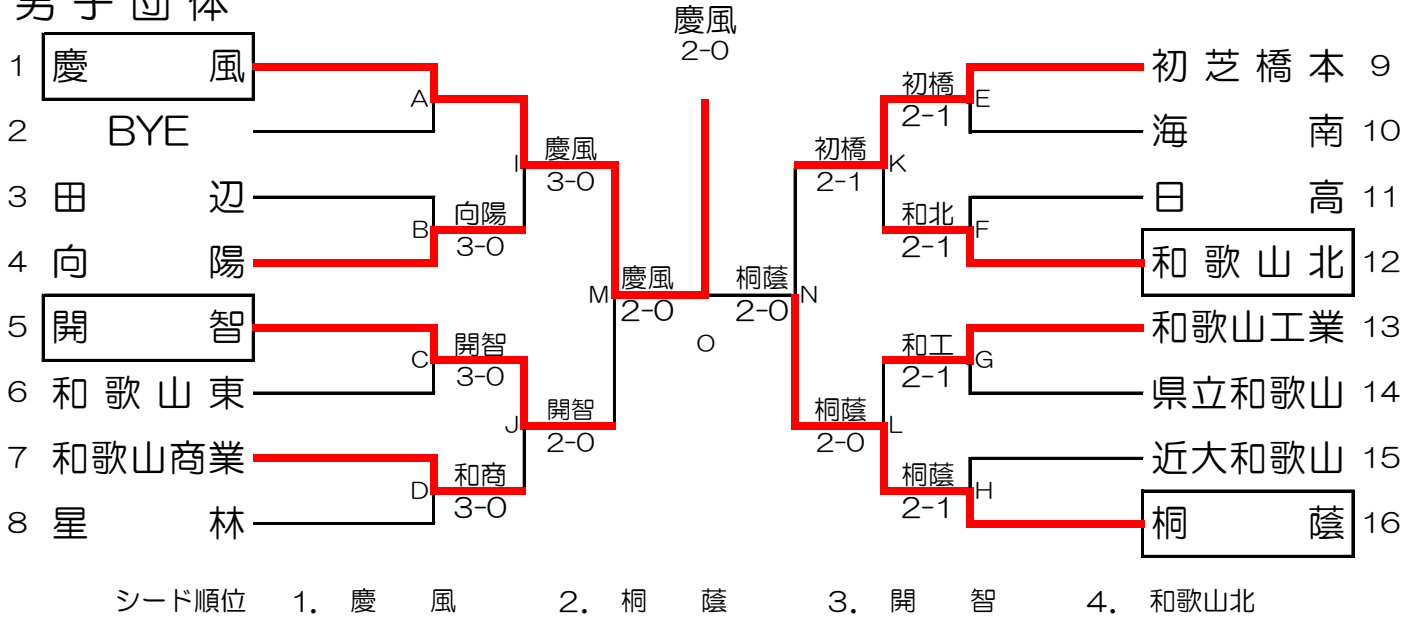 男子団体
慶風
2-0
1 慶風
A
2 BYE
I
慶風
3-0
3 田辺
B
向陽
3-0
4 向陽
M
慶風
2-0
5 開智
C
開智
3-0
6 和歌山東
J
開智
2-0
7 和歌山商業
D
和商
3-0
8 星林
O
桐蔭
2-0
N
初橋
2-1
K
初橋
2-1
E
初芝橋本 9
海南 10
和北
2-1
F
日高 11
和歌山北 12
和工
2-1
G
和歌山工業 13
県立和歌山 14
桐蔭
2-0
L
桐蔭
2-1
H
近大和歌山 15
桐蔭 16
シード順位 1. 慶風 2. 桐蔭 3. 開智 4. 和歌山北